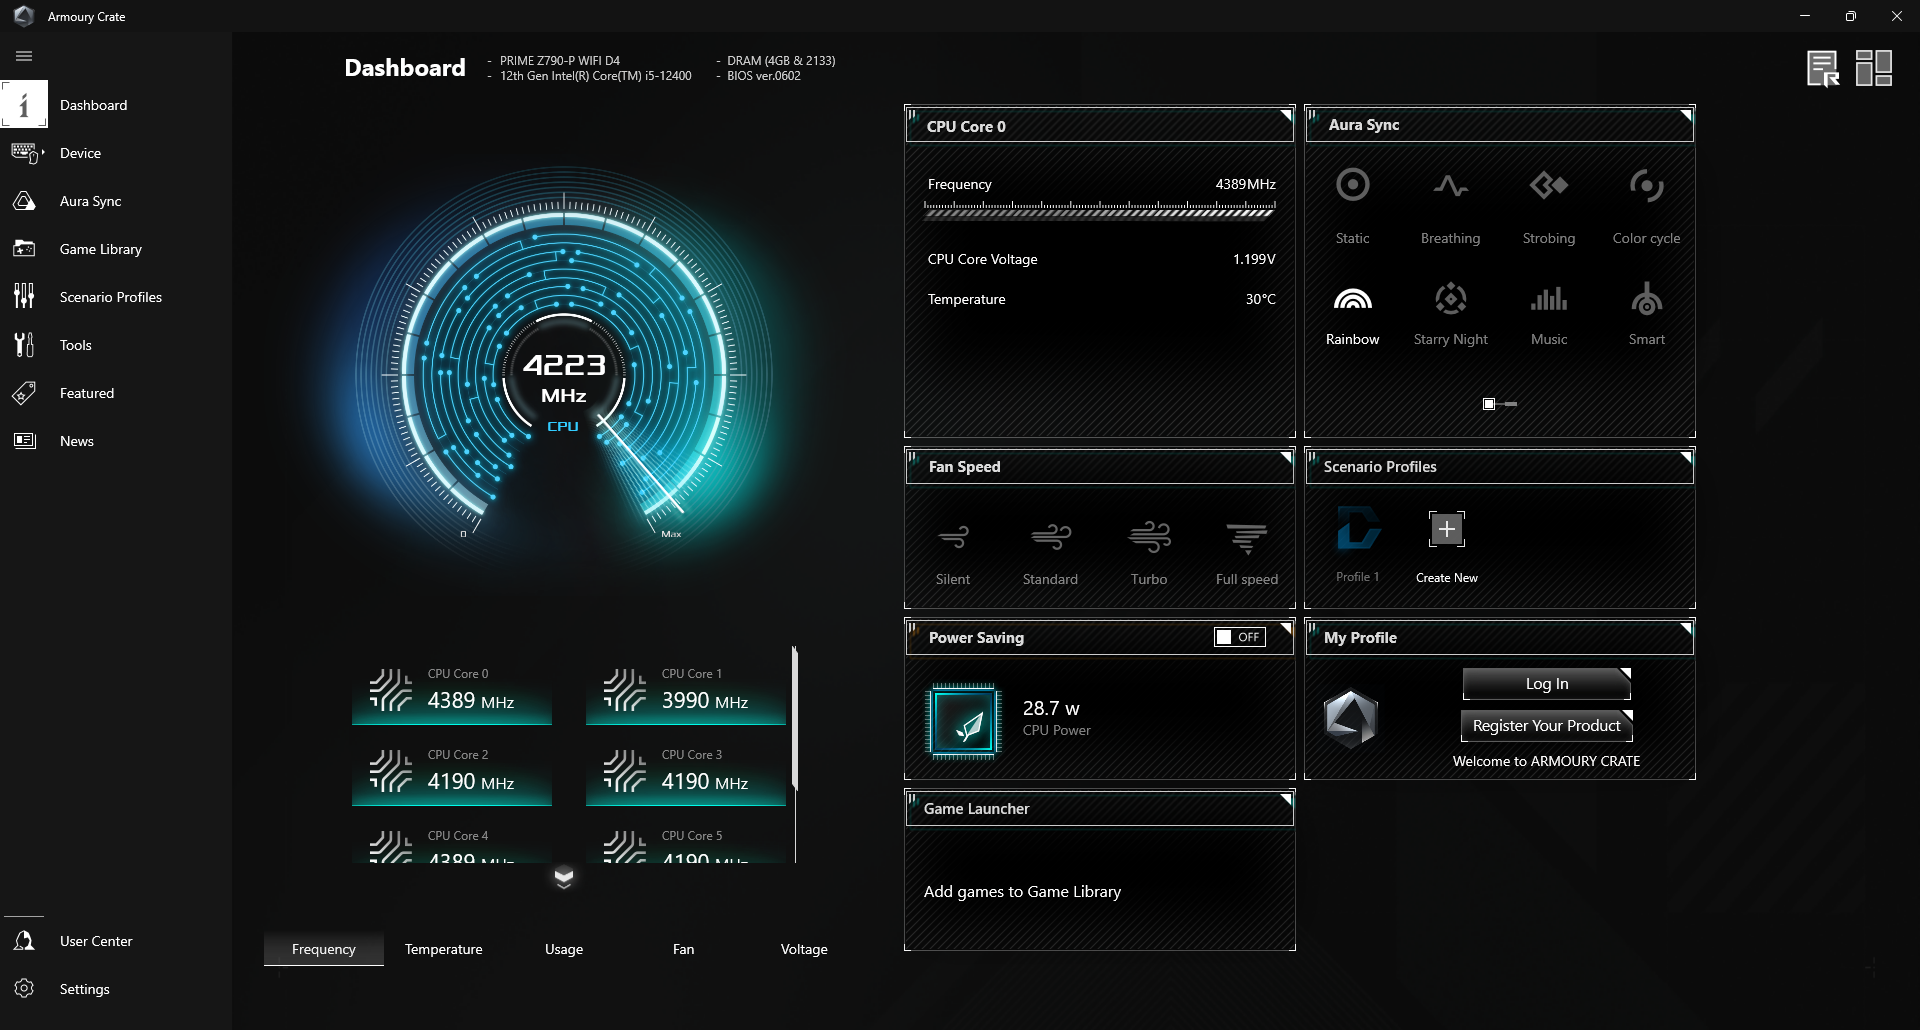 Armoury Crate
Dashboard
Device
Aura Sync
Game Library
Scenario Profiles
Tools
Featured
News
User Center
Settings
Dashboard
- PRIME Z790-P WIFI D4
- 12th Gen Intel(R) Core(TM) i5-12400
- DRAM (4GB & 2133)
- BIOS ver.0602
4223
MHz
CPU
0
Max
CPU Core 0
4389 MHz
CPU Core 1
3990 MHz
CPU Core 2
4190 MHz
CPU Core 3
4190 MHz
CPU Core 4
4389 MHz
CPU Core 5
4190 MHz
Frequency
Temperature
Usage
Fan
Voltage
CPU Core 0
Frequency
4389MHz
CPU Core Voltage
1.199V
Temperature
30°C
Aura Sync
Static
Breathing
Strobing
Color cycle
Rainbow
Starry Night
Music
Smart
Fan Speed
Silent
Standard
Turbo
Full speed
Scenario Profiles
Profile 1
Create New
Power Saving
OFF
28.7 w
CPU Power
My Profile
Log In
Register Your Product
Welcome to ARMOURY CRATE
Game Launcher
Add games to Game Library